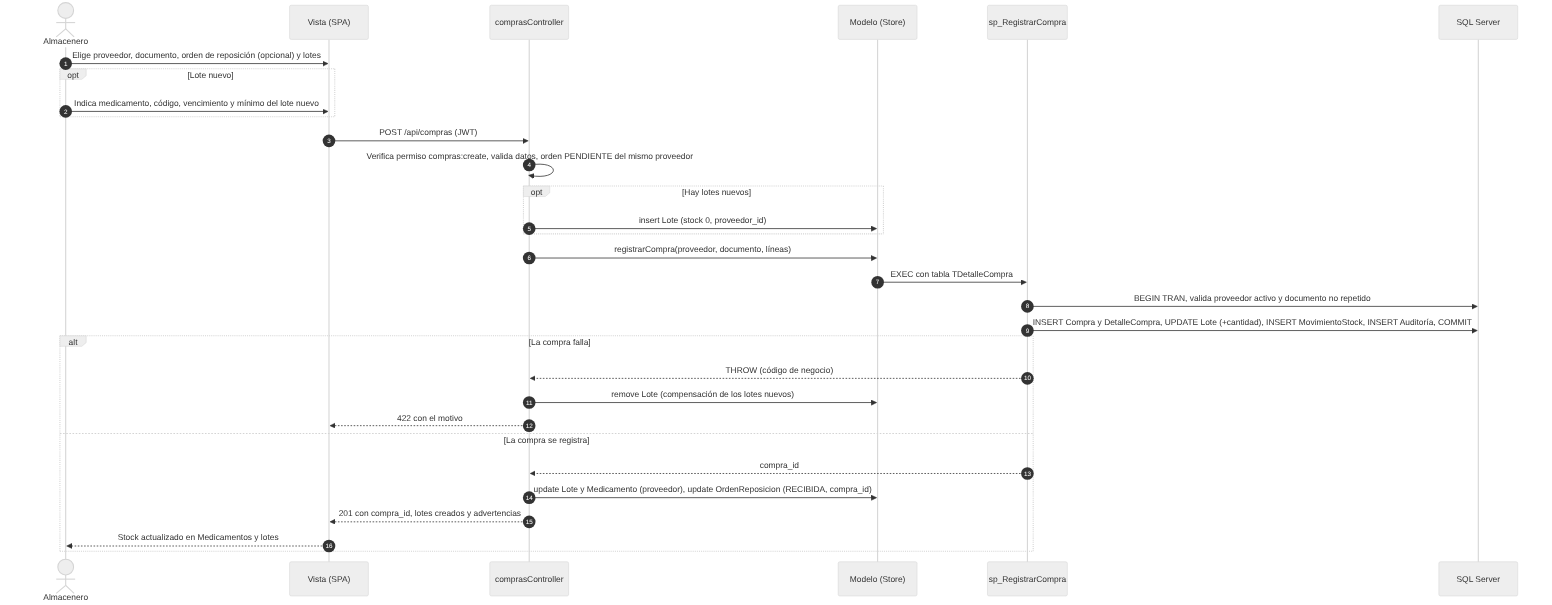 Almacenero
Vista (SPA)
comprasController
Modelo (Store)
sp_RegistrarCompra
SQL Server
1 Elige proveedor, documento, orden de reposición (opcional) y lotes
opt [Lote nuevo]
2 Indica medicamento, código, vencimiento y mínimo del lote nuevo
3 POST /api/compras (JWT)
4 Verifica permiso compras:create, valida datos, orden PENDIENTE del mismo proveedor
opt [Hay lotes nuevos]
5 insert Lote (stock 0, proveedor_id)
6 registrarCompra(proveedor, documento, líneas)
7 EXEC con tabla TDetalleCompra
8 BEGIN TRAN, valida proveedor activo y documento no repetido
9 INSERT Compra y DetalleCompra, UPDATE Lote (+cantidad), INSERT MovimientoStock, INSERT Auditoría, COMMIT
alt [La compra falla]
10 THROW (código de negocio)
11 remove Lote (compensación de los lotes nuevos)
12 422 con el motivo
[La compra se registra]
13 compra_id
14 update Lote y Medicamento (proveedor), update OrdenReposicion (RECIBIDA, compra_id)
15 201 con compra_id, lotes creados y advertencias
16 Stock actualizado en Medicamentos y lotes
Almacenero
Vista (SPA)
comprasController
Modelo (Store)
sp_RegistrarCompra
SQL Server